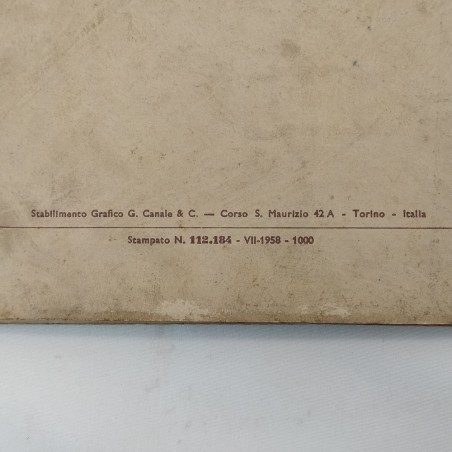 Stabilimento Grafico G. Canale & C. — Corso S. Maurizio 42 A - Torino - Italia
Stampato N. 112.184 - VII-1958 - 1000